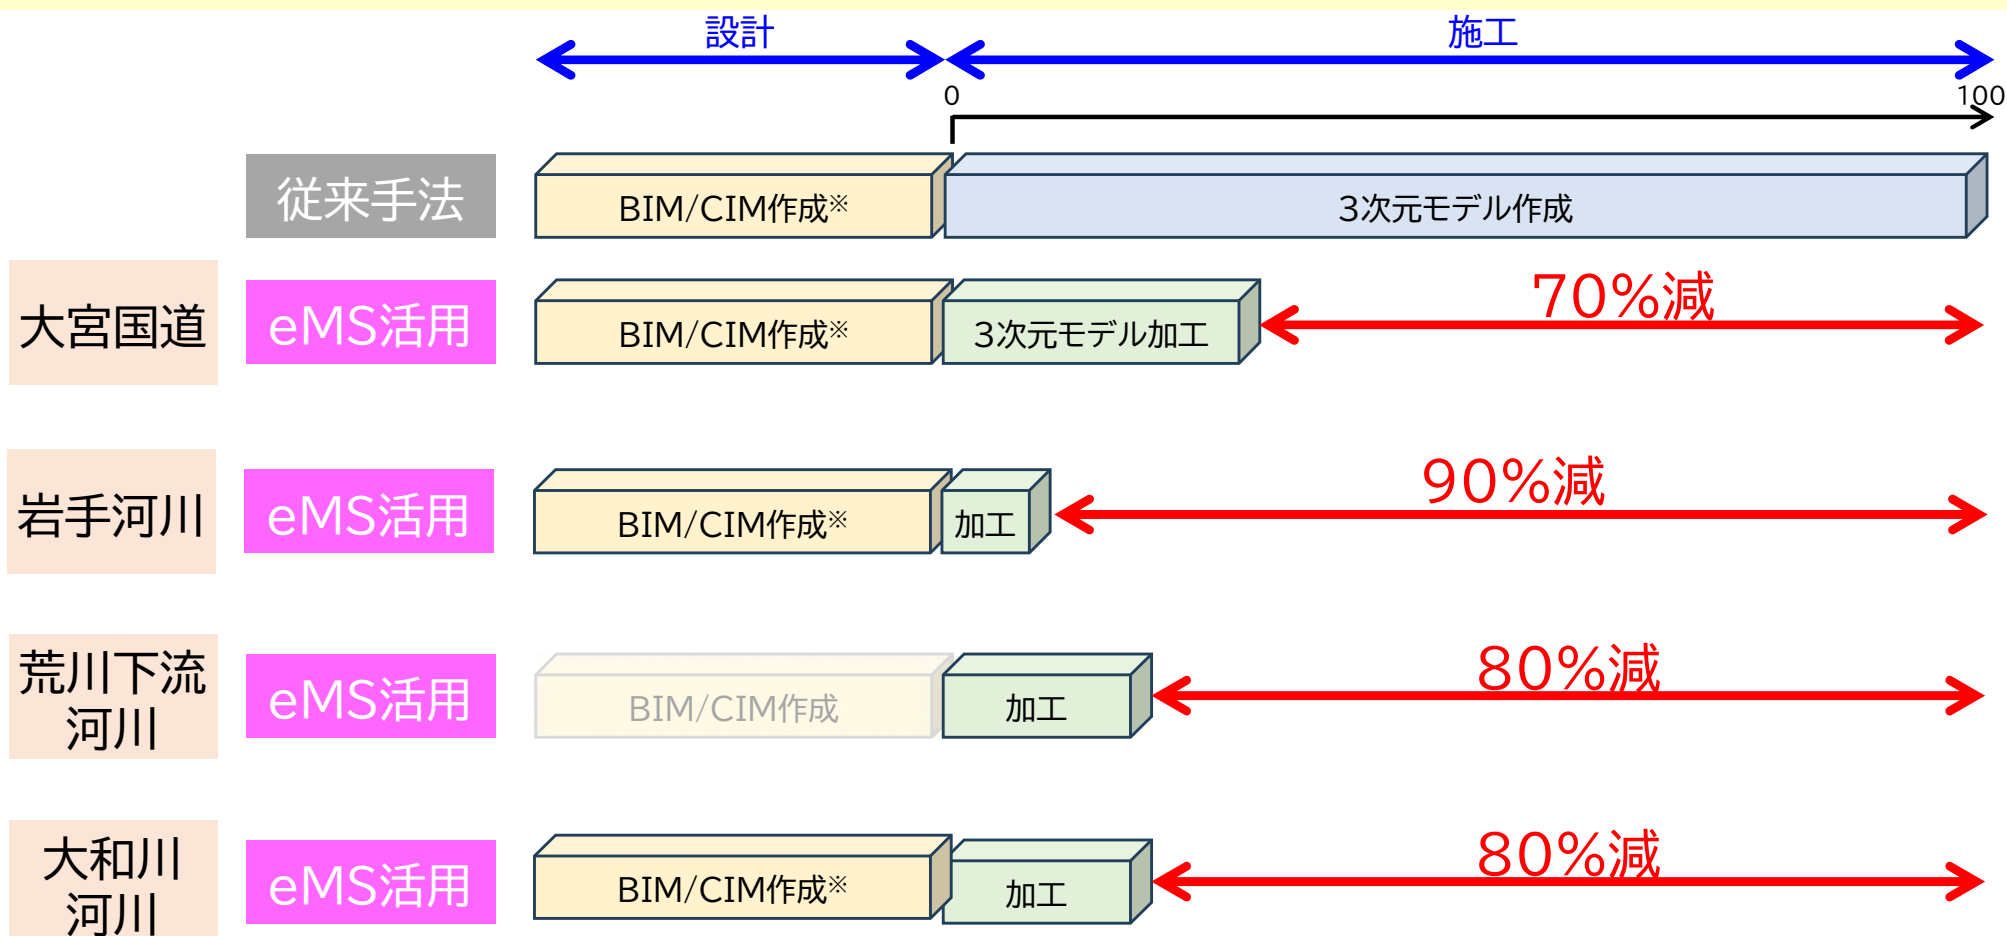 設計
施工
0
100
従来手法
BIM/CIM作成※
3次元モデル作成
大宮国道
eMS活用
BIM/CIM作成※
3次元モデル加工
70%減
岩手河川
eMS活用
BIM/CIM作成※
加工
90%減
荒川下流
河川
eMS活用
BIM/CIM作成
加工
80%減
大和川
河川
eMS活用
BIM/CIM作成※
加工
80%減